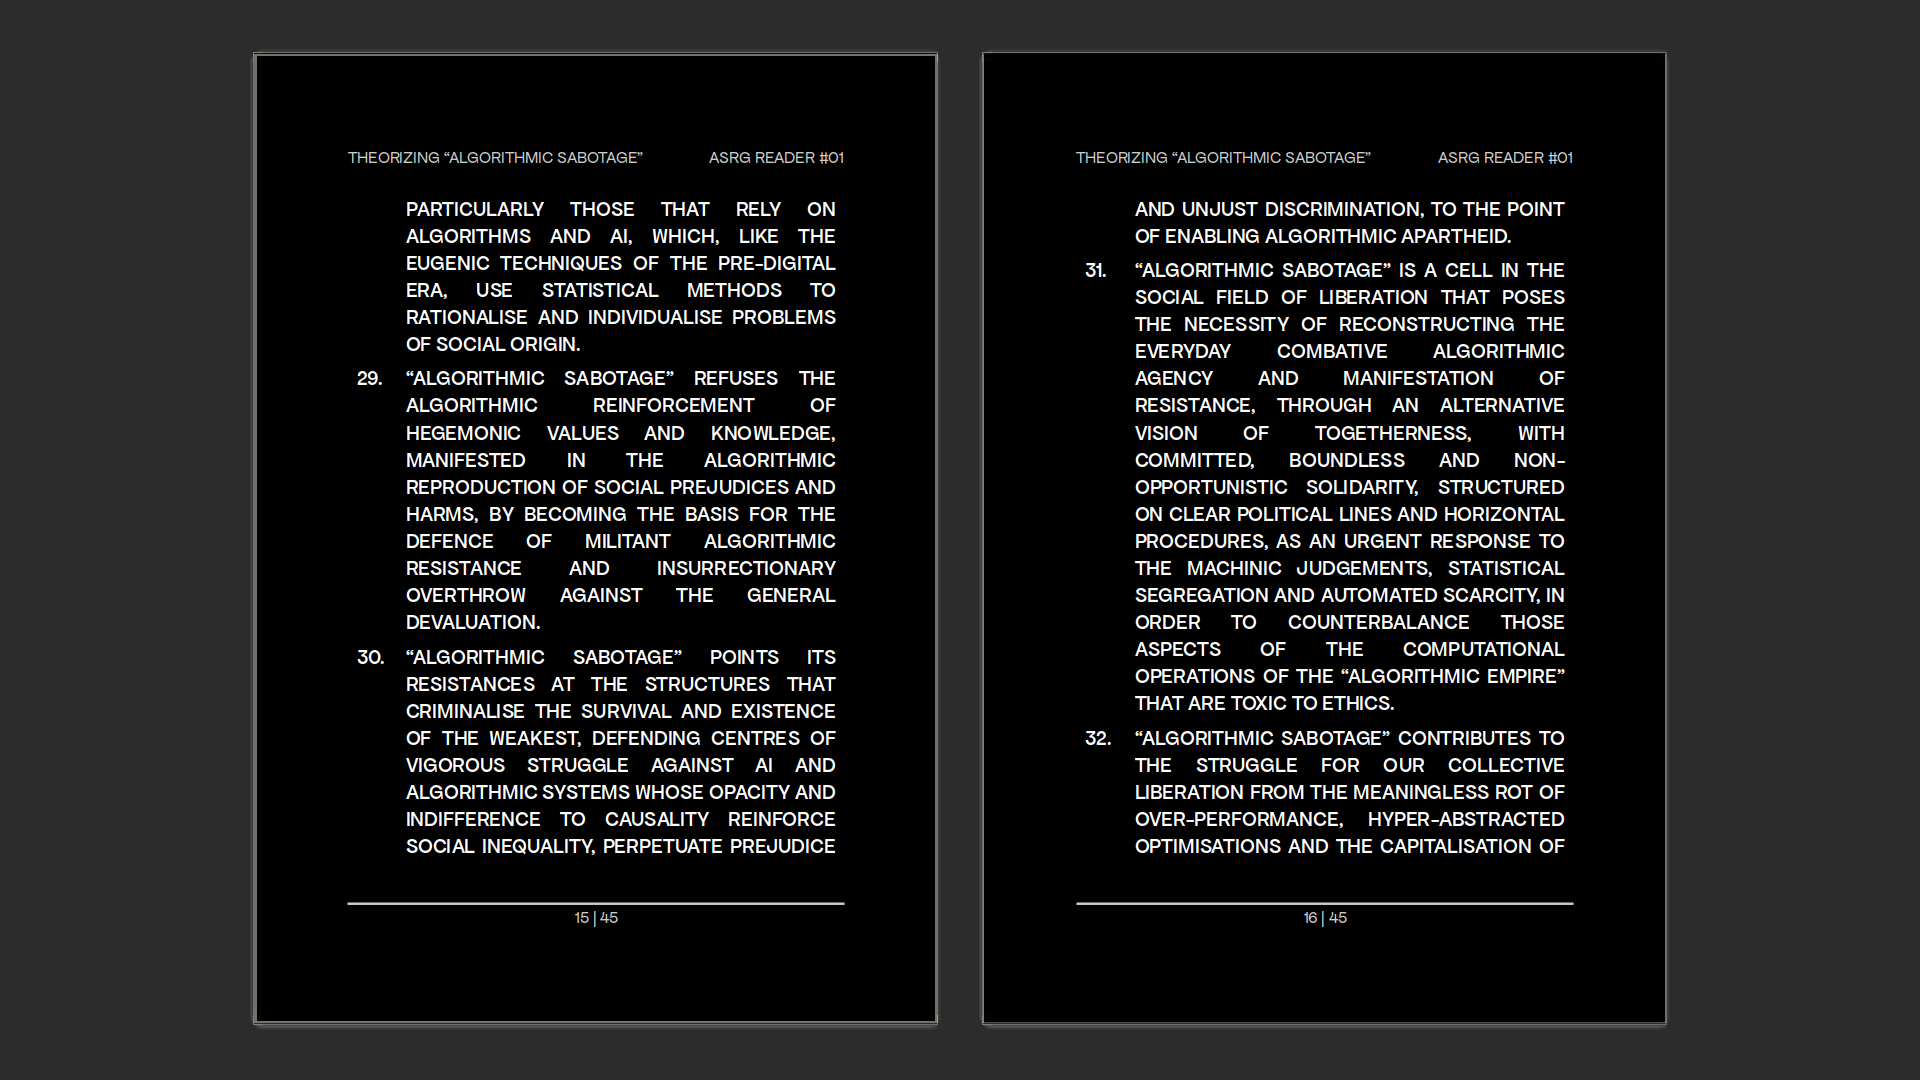 THEORIZING “ALGORITHMIC SABOTAGE” ASRG READER #01
PARTICULARLY THOSE THAT RELY ON
ALGORITHMS AND AI, WHICH, LIKE THE
EUGENIC TECHNIQUES OF THE PRE-DIGITAL
ERA, USE STATISTICAL METHODS TO
RATIONALISE AND INDIVIDUALISE PROBLEMS
OF SOCIAL ORIGIN.
29. “ALGORITHMIC SABOTAGE” REFUSES THE
ALGORITHMIC REINFORCEMENT OF
HEGEMONIC VALUES AND KNOWLEDGE,
MANIFESTED IN THE ALGORITHMIC
REPRODUCTION OF SOCIAL PREJUDICES AND
HARMS, BY BECOMING THE BASIS FOR THE
DEFENCE OF MILITANT ALGORITHMIC
RESISTANCE AND INSURRECTIONARY
OVERTHROW AGAINST THE GENERAL
DEVALUATION.
30. “ALGORITHMIC SABOTAGE” POINTS ITS
RESISTANCES AT THE STRUCTURES THAT
CRIMINALISE THE SURVIVAL AND EXISTENCE
OF THE WEAKEST, DEFENDING CENTRES OF
VIGOROUS STRUGGLE AGAINST AI AND
ALGORITHMIC SYSTEMS WHOSE OPACITY AND
INDIFFERENCE TO CAUSALITY REINFORCE
SOCIAL INEQUALITY, PERPETUATE PREJUDICE
15 | 45
THEORIZING “ALGORITHMIC SABOTAGE” ASRG READER #01
AND UNJUST DISCRIMINATION, TO THE POINT
OF ENABLING ALGORITHMIC APARTHEID.
31. “ALGORITHMIC SABOTAGE” IS A CELL IN THE
SOCIAL FIELD OF LIBERATION THAT POSES
THE NECESSITY OF RECONSTRUCTING THE
EVERYDAY COMBATIVE ALGORITHMIC
AGENCY AND MANIFESTATION OF
RESISTANCE, THROUGH AN ALTERNATIVE
VISION OF TOGETHERNESS, WITH
COMMITTED, BOUNDLESS AND NON-
OPPORTUNISTIC SOLIDARITY, STRUCTURED
ON CLEAR POLITICAL LINES AND HORIZONTAL
PROCEDURES, AS AN URGENT RESPONSE TO
THE MACHINIC JUDGEMENTS, STATISTICAL
SEGREGATION AND AUTOMATED SCARCITY, IN
ORDER TO COUNTERBALANCE THOSE
ASPECTS OF THE COMPUTATIONAL
OPERATIONS OF THE “ALGORITHMIC EMPIRE”
THAT ARE TOXIC TO ETHICS.
32. “ALGORITHMIC SABOTAGE” CONTRIBUTES TO
THE STRUGGLE FOR OUR COLLECTIVE
LIBERATION FROM THE MEANINGLESS ROT OF
OVER-PERFORMANCE, HYPER-ABSTRACTED
OPTIMISATIONS AND THE CAPITALISATION OF
16 | 45